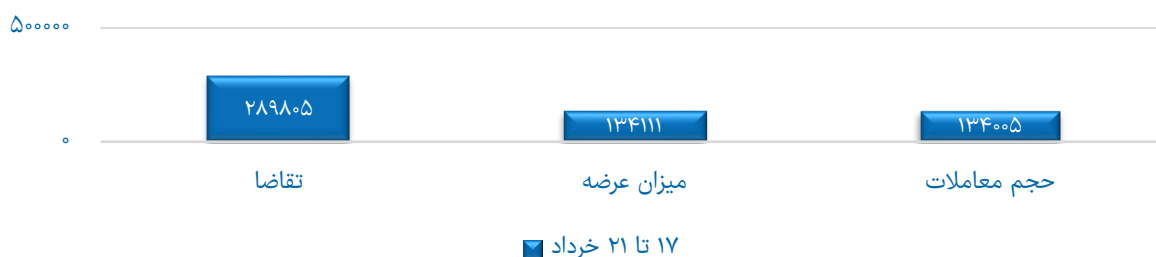 ۵۰۰۰۰۰
۲۸۹۸۰۵
۱۳۴۱۱۱
۱۳۴۰۰۵
۰
تقاضا
میزان عرضه
حجم معاملات
۱۷ تا ۲۱ خرداد